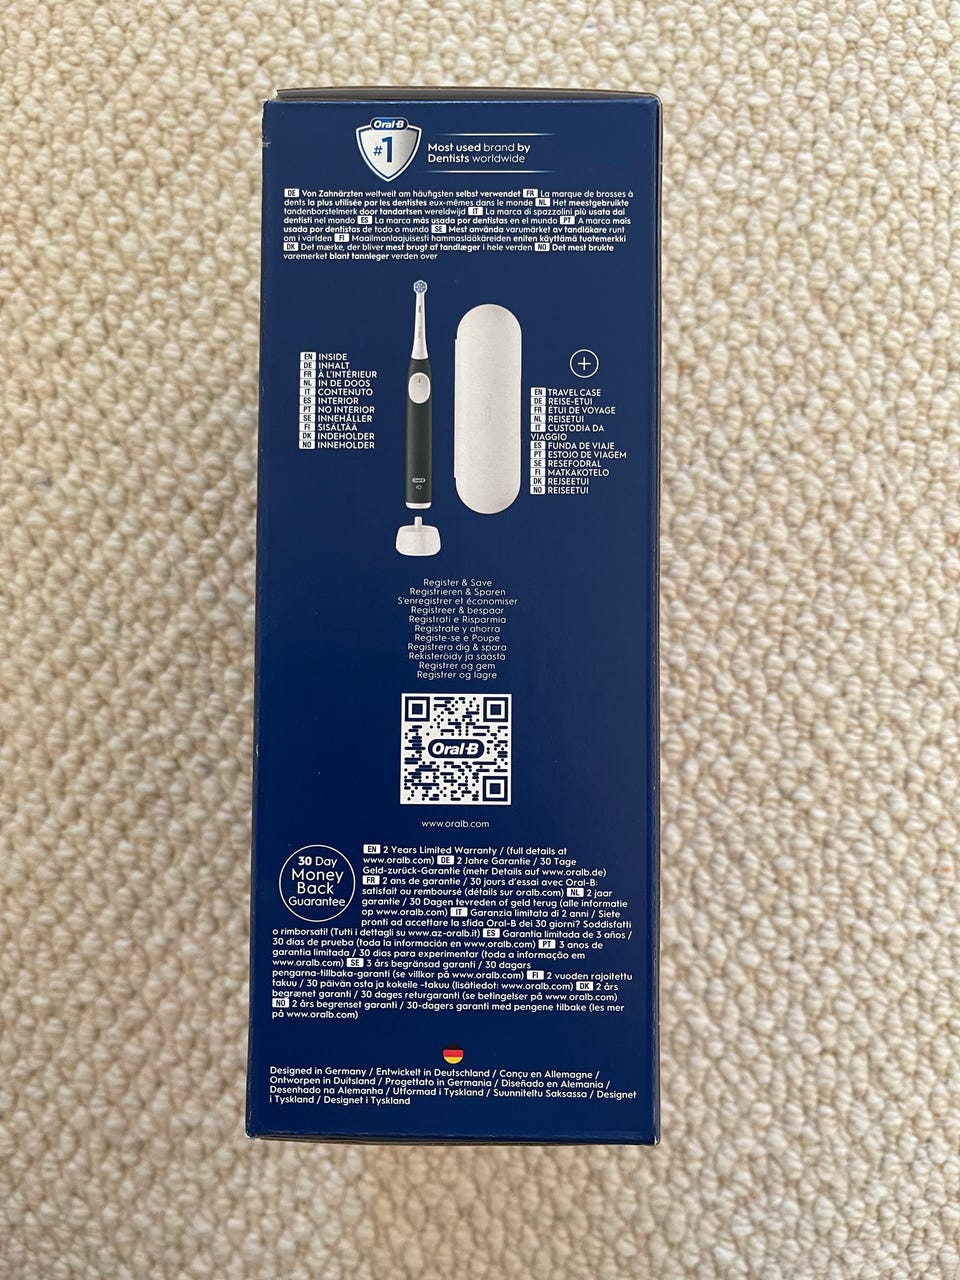 Oral-B
#1
Most used brand by
Dentists worldwide
DE Von Zahnärzten weltweit am häufigsten selbst verwendet FR La marque de brosses à
dents la plus utilisée par les dentistes eux-mêmes dans le monde NL Het meestgebruikte
tandenborstelmerk door tandartsen wereldwijd IT La marca di spazzolini più usata dai
dentisti nel mondo ES La marca más usada por dentistas en el mundo PT A marca mais
usada por dentistas de todo o mundo SE Mest använda varumärket av tandläkare runt
om i världen FI Maailmanlaajuisesti hammaslääkäreiden eniten käyttämä tuotemerkki
DK Det mærke, der bliver mest brugt af tandlæger i hele verden NO Det mest brukte
varemerket blant tannleger verden over
EN INSIDE
DE INHALT
FR À L'INTÉRIEUR
NL IN DE DOOS
IT CONTENUTO
ES INTERIOR
PT NO INTERIOR
SE INNEHÅLLER
FI SISÄLTÄÄ
DK INDEHOLDER
NO INNEHOLDER
Oral-B
iO
+
EN TRAVEL CASE
DE REISE-ETUI
FR ÉTUI DE VOYAGE
NL REISETUI
IT CUSTODIA DA
VIAGGIO
ES FUNDA DE VIAJE
PT ESTOJO DE VIAGEM
SE RESEFODRAL
FI MATKAKOTELO
DK REJSEETUI
NO REISEETUI
Register & Save
Registrieren & Sparen
S'enregistrer et économiser
Registreer & bespaar
Registrati e Risparmia
Regístrate y ahorra
Registe-se e Poupe
Registrera dig & spara
Rekisteröidy ja säästä
Registrer og gem
Registrer og lagre
Oral-B
www.oralb.com
30 Day
Money
Back
Guarantee
EN 2 Years Limited Warranty / (full details at
www.oralb.com) DE 2 Jahre Garantie / 30 Tage
Geld-zurück-Garantie (mehr Details auf www.oralb.de)
FR 2 ans de garantie / 30 jours d'essai avec Oral-B:
satisfait ou remboursé (détails sur oralb.com) NL 2 jaar
garantie / 30 Dagen tevreden of geld terug (alle informatie
op www.oralb.com) IT Garanzia limitata di 2 anni / Siete
pronti ad accettare la sfida Oral-B dei 30 giorni? Soddisfatti
o rimborsati! (Tutti i dettagli su www.az-oralb.it) ES Garantía limitada de 3 años /
30 días de prueba (toda la información en www.oralb.com) PT 3 anos de
garantia limitada / 30 dias para experimentar (toda a informação em
www.oralb.com) SE 3 års begränsad garanti / 30 dagars
pengarna-tillbaka-garanti (se villkor på www.oralb.com) FI 2 vuoden rajoitettu
takuu / 30 päivän osta ja kokeile -takuu (lisätiedot: www.oralb.com) DK 2 års
begrænset garanti / 30 dages returgaranti (se betingelser på www.oralb.com)
NO 2 års begrenset garanti / 30-dagers garanti med pengene tilbake (les mer
på www.oralb.com)
Designed in Germany / Entwickelt in Deutschland / Conçu en Allemagne /
Ontworpen in Duitsland / Progettato in Germania / Diseñado en Alemania /
Desenhado na Alemanha / Utformad i Tyskland / Suunniteltu Saksassa / Designet
i Tyskland / Designet i Tyskland